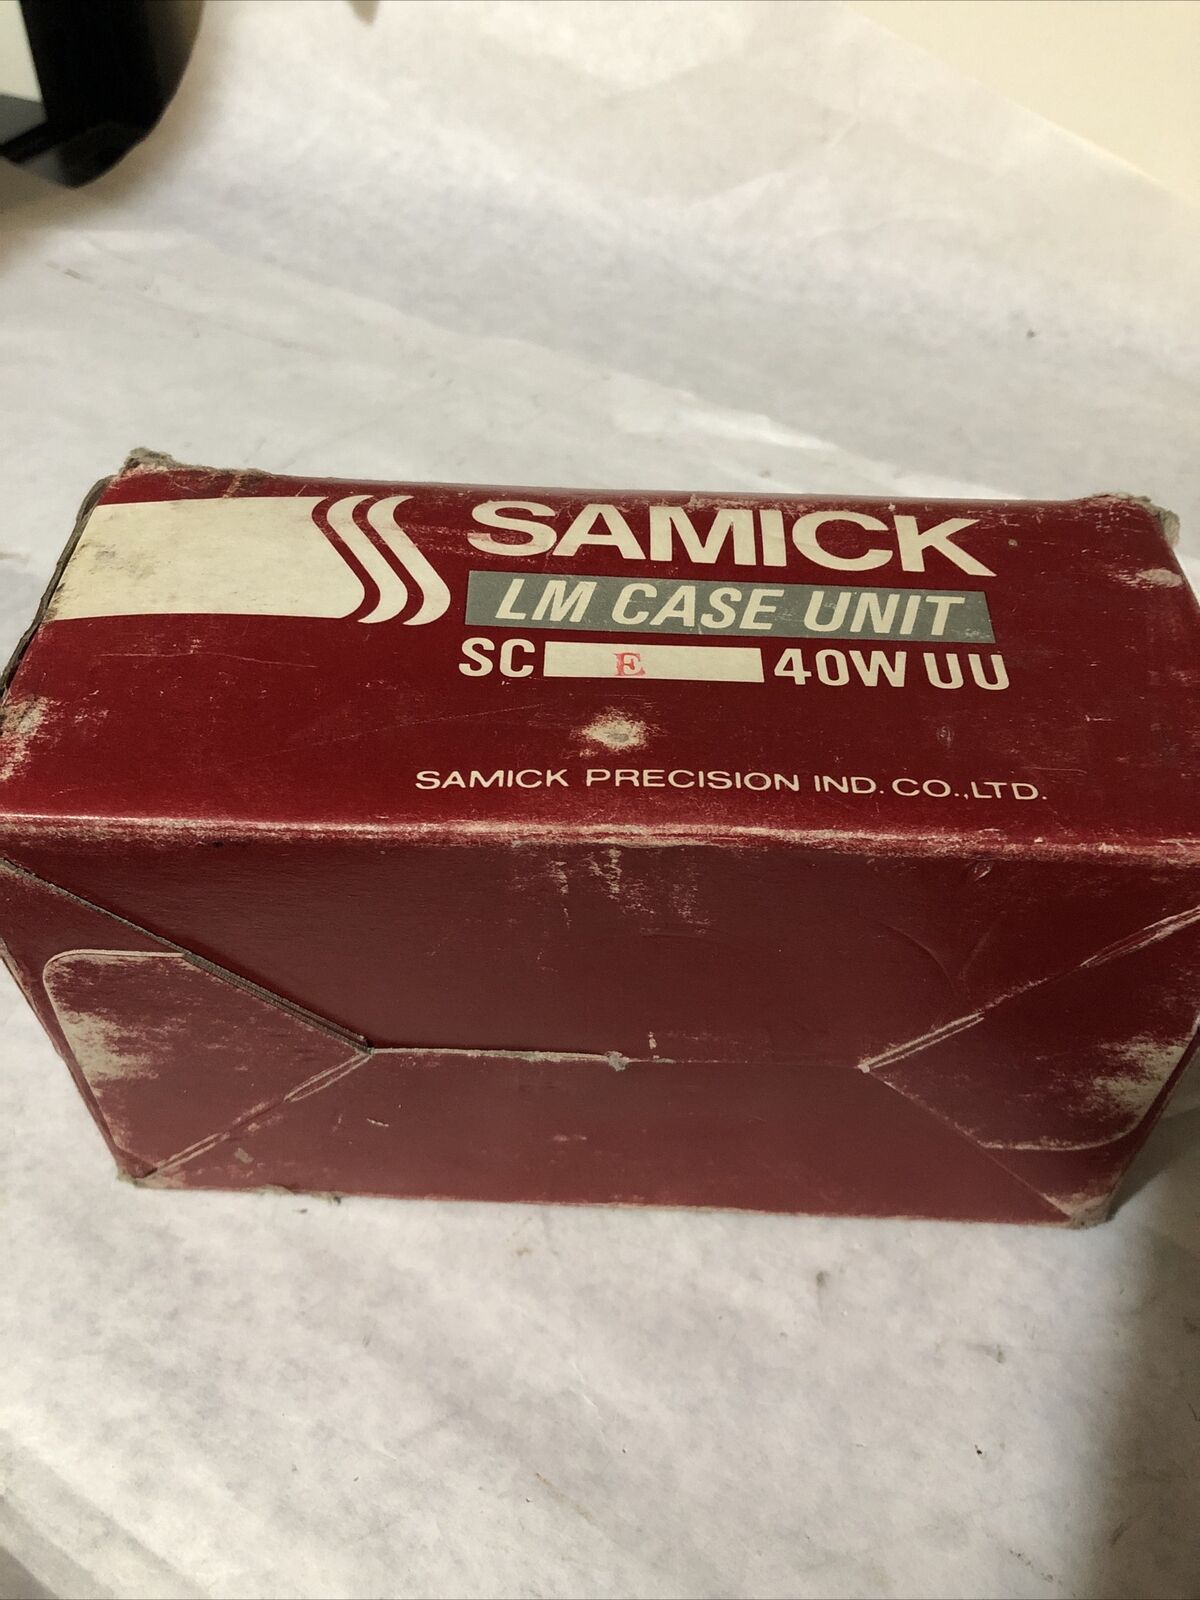 SAMICK
LM CASE UNIT
SC E 40W UU
SAMICK PRECISION IND. CO.,LTD.